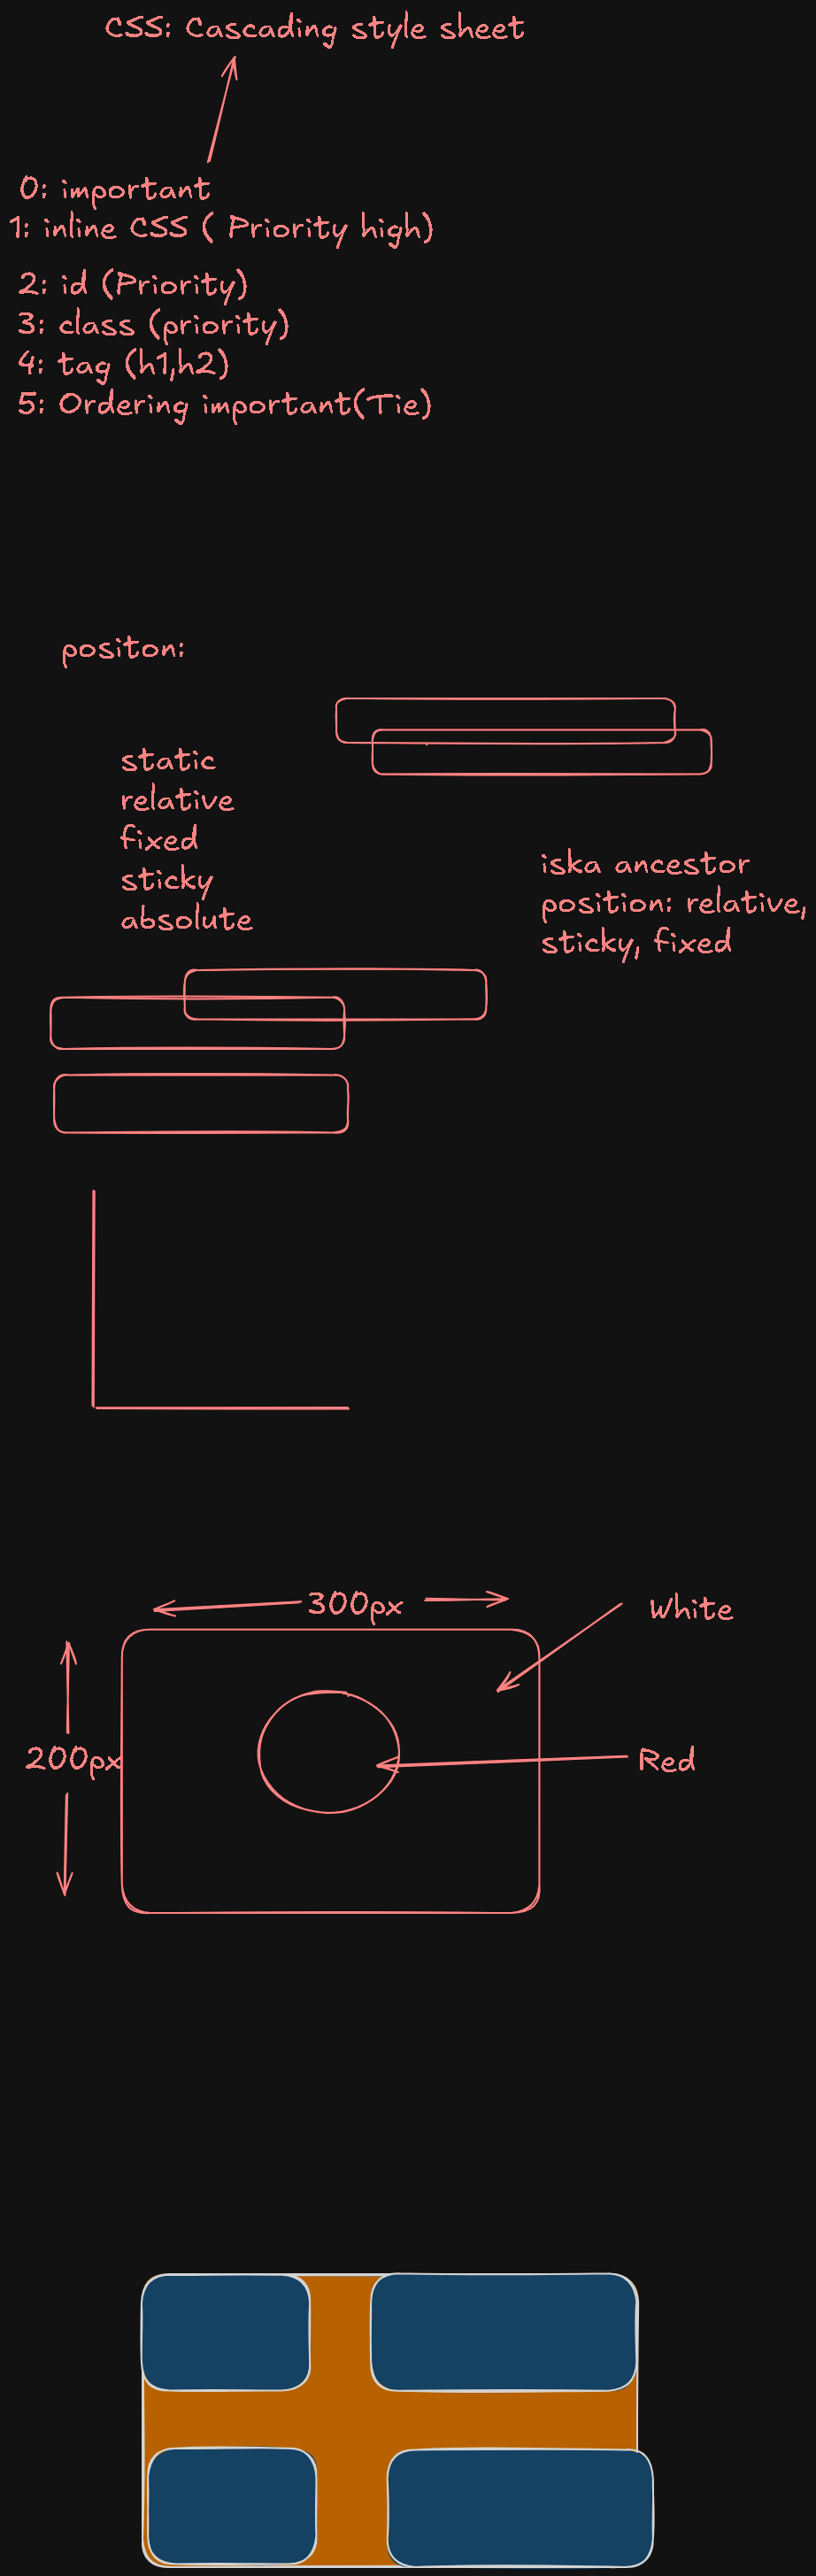 CSS: Cascading style sheet
0: important
1: inline CSS ( Priority high)
2: id (Priority)
3: class (priority)
4: tag (h1,h2)
5: Ordering important(Tie)
positon:
static
relative
fixed
sticky
absolute
iska ancestor
position: relative,
sticky, fixed
300px
White
200px
Red